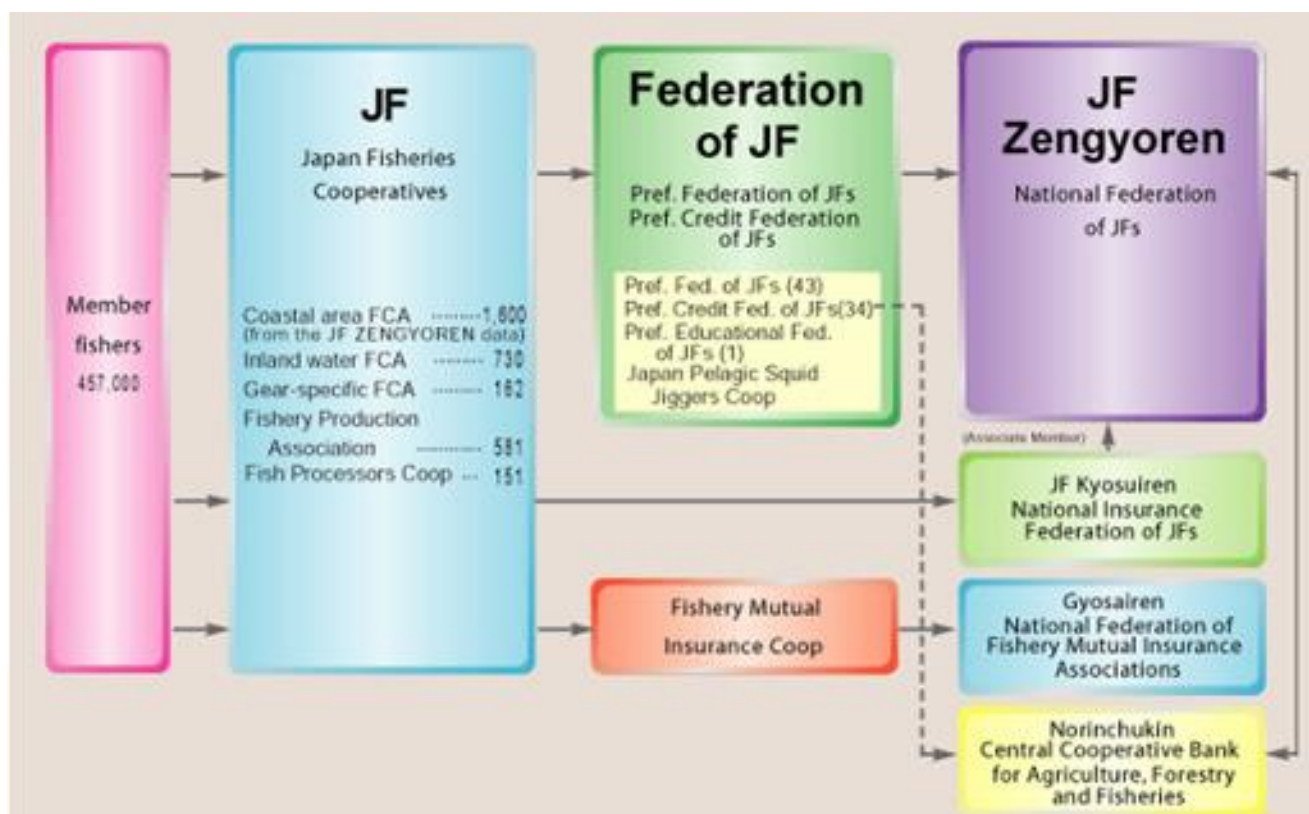 Member
fishers
457,000
JF
Japan Fisheries
Cooperatives
Coastal area FCA --------1,600
(from the JF ZENGYOREN data)
Inland water FCA -------- 730
Gear-specific FCA --------- 162
Fishery Production
Association ----------- 581
Fish Processors Coop --- 151
Federation
of JF
Pref. Federation of JFs
Pref. Credit Federation
of JFs
Pref. Fed. of JFs (43)
Pref. Credit Fed. of JFs(34)
Pref. Educational Fed.
of JFs (1)
Japan Pelagic Squid
Jiggers Coop
Fishery Mutual
Insurance Coop
JF
Zengyoren
National Federation
of JFs
(Associate Member)
JF Kyosuiren
National Insurance
Federation of JFs
Gyosairen
National Federation of
Fishery Mutual Insurance
Associations
Norinchukin
Central Cooperative Bank
for Agriculture, Forestry
and Fisheries